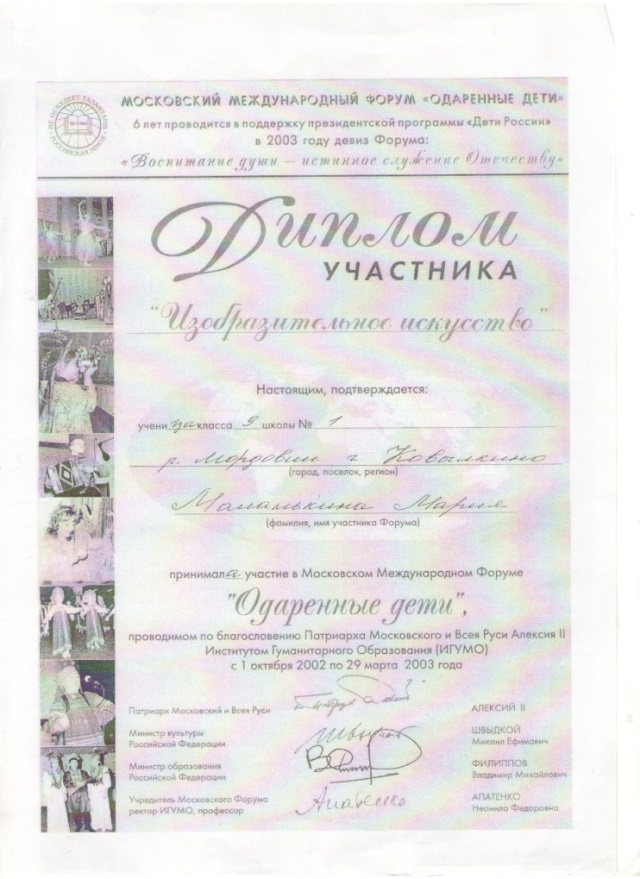 МОСКОВСКИЙ МЕЖДУНАРОДНЫЙ ФОРУМ «ОДАРЕННЫЕ ДЕТИ»
6 лет проводится в поддержку президентской программы «Дети России»
в 2003 году девиз Форума:
«Воспитание души — истинное служение Отечеству»
Диплом
УЧАСТНИКА
"Изобразительное искусство"
Настоящим, подтверждается:
учени ца класса 9 школы № 1
р. Мордовия г Ковылкино
(город, поселок, регион)
Маманькина Мария
(фамилия, имя участника Форума)
принимала участие в Московском Международном Форуме
"Одаренные дети",
проводимом по благословению Патриарха Московского и Всея Руси Алексия II
Институтом Гуманитарного Образования (ИГУМО)
с 1 октября 2002 по 29 марта 2003 года
Патриарх Московский и Всея Руси АЛЕКСИЙ II
Министр культуры ШВЫДКОЙ
Российской Федерации Михаил Ефимович
Министр образования ФИЛИППОВ
Российской Федерации Владимир Михайлович
Учредитель Московского Форума Апатенко АПАТЕНКО
ректор ИГУМО, профессор Неонила Федоровна